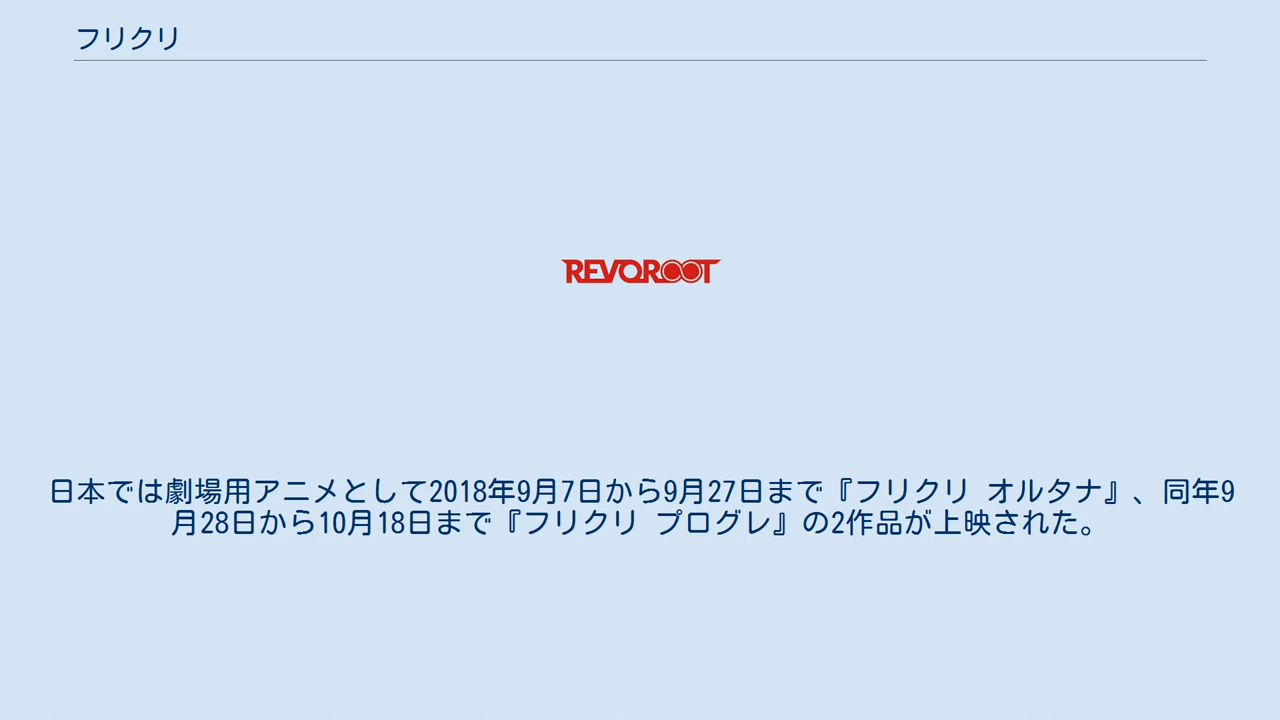 フリクリ
REVOROOT
日本では劇場用アニメとして2018年9月7日から9月27日まで『フリクリ オルタナ』、同年9
月28日から10月18日まで『フリクリ プログレ』の2作品が上映された。